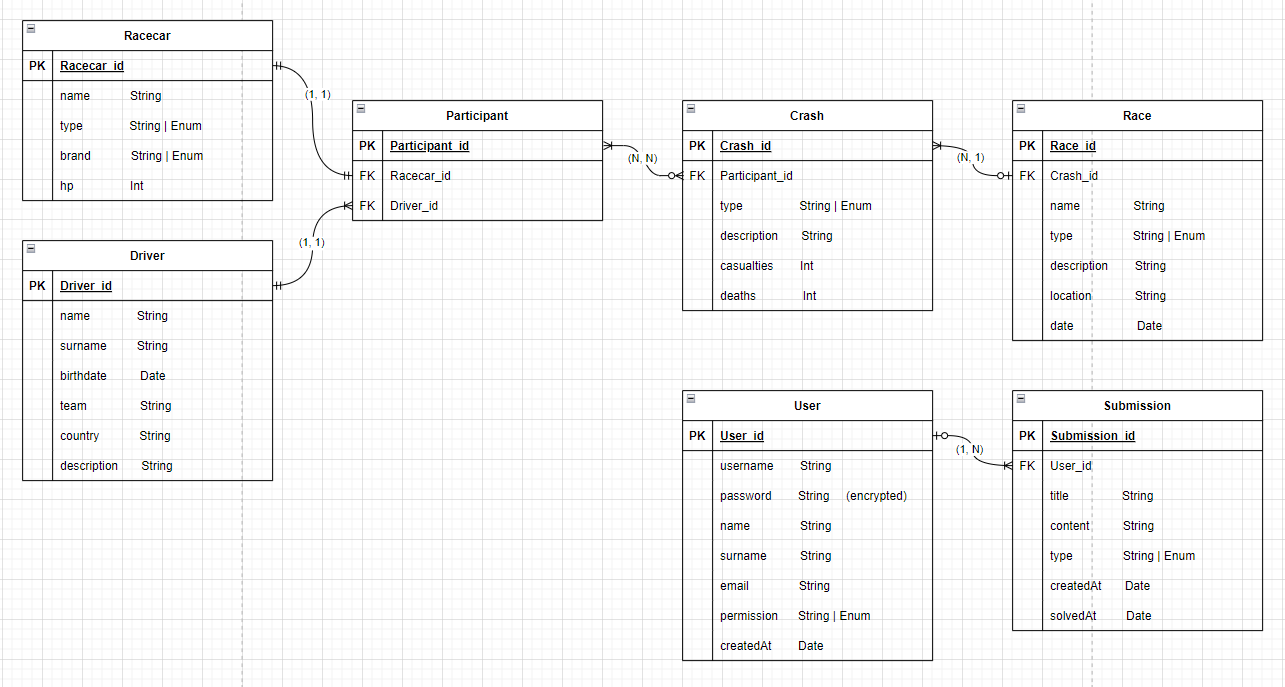 Racecar
PK Racecar_id
name String
type String | Enum
brand String | Enum
hp Int
(1, 1)
Driver
PK Driver_id
name String
surname String
birthdate Date
team String
country String
description String
(1, 1)
Participant
PK Participant_id
FK Racecar_id
FK Driver_id
(N, N)
Crash
PK Crash_id
FK Participant_id
type String | Enum
description String
casualties Int
deaths Int
(N, 1)
Race
PK Race_id
FK Crash_id
name String
type String | Enum
description String
location String
date Date
User
PK User_id
username String
password String (encrypted)
name String
surname String
email String
permission String | Enum
createdAt Date
(1, N)
Submission
PK Submission_id
FK User_id
title String
content String
type String | Enum
createdAt Date
solvedAt Date